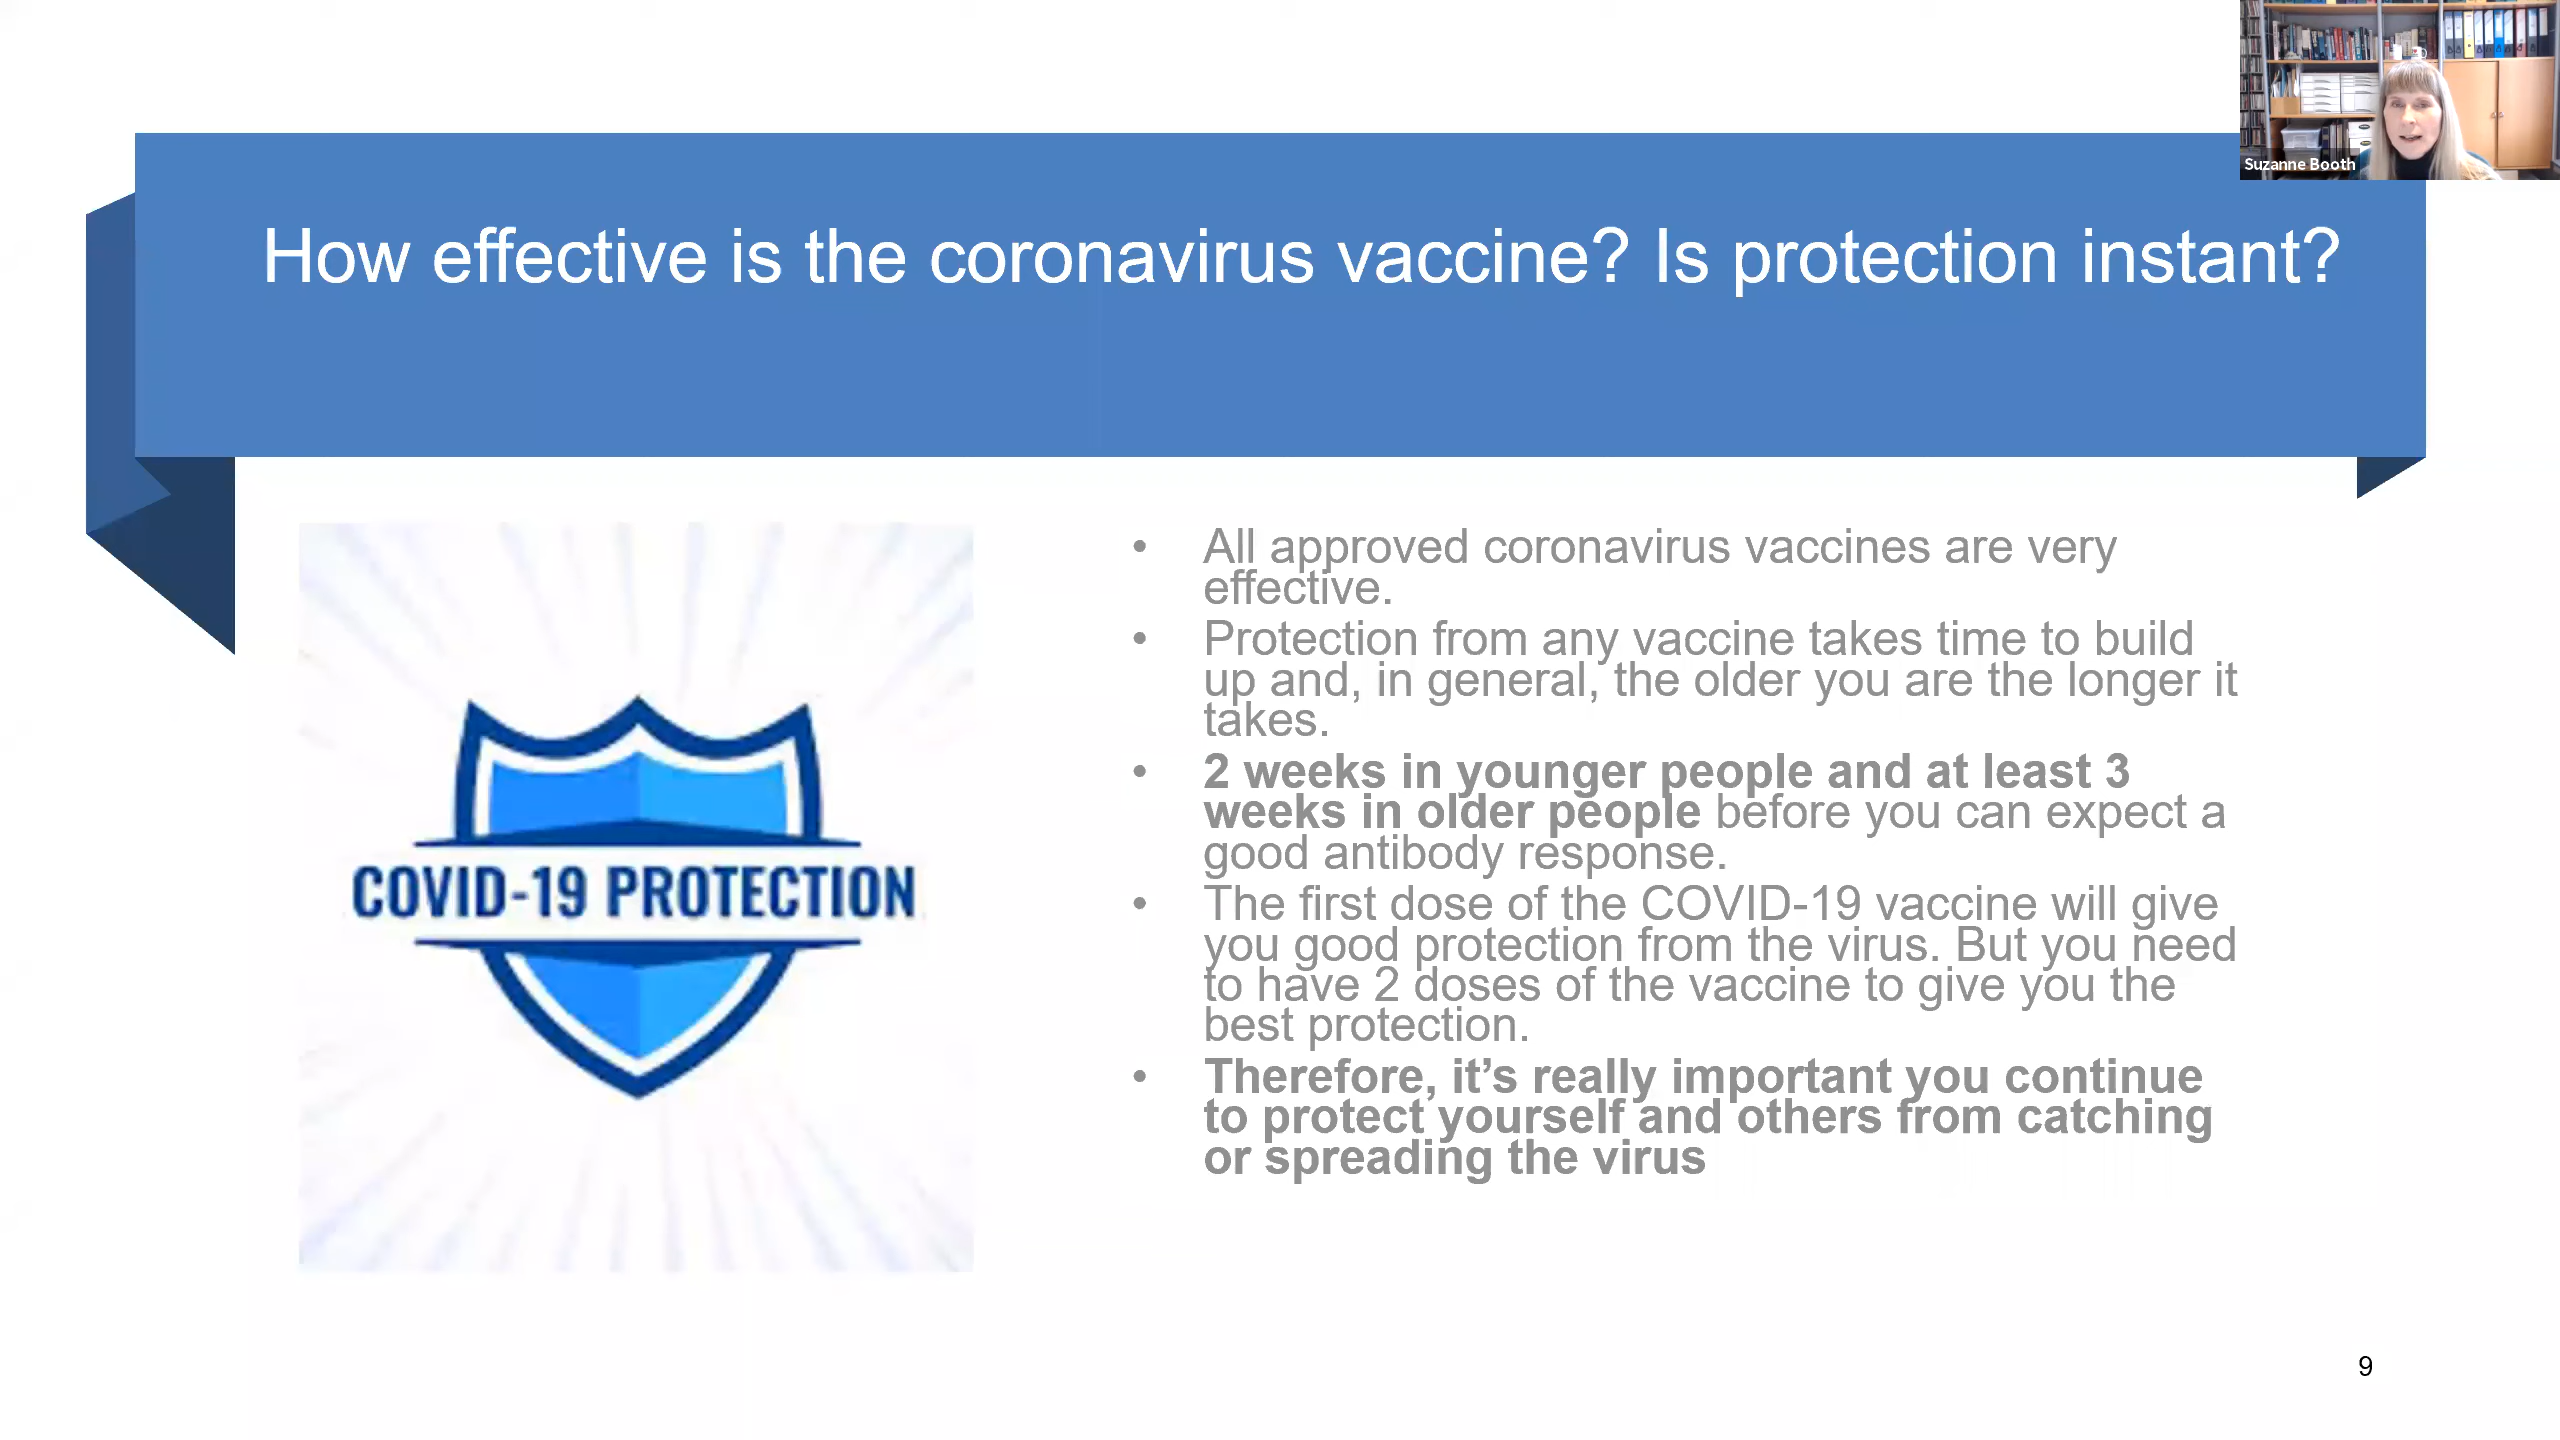 Suzanne Booth
How effective is the coronavirus vaccine? Is protection instant?
COVID-19 PROTECTION
• All approved coronavirus vaccines are very
effective.
• Protection from any vaccine takes time to build
up and, in general, the older you are the longer it
takes.
• 2 weeks in younger people and at least 3
weeks in older people before you can expect a
good antibody response.
• The first dose of the COVID-19 vaccine will give
you good protection from the virus. But you need
to have 2 doses of the vaccine to give you the
best protection.
• Therefore, it’s really important you continue
to protect yourself and others from catching
or spreading the virus
9